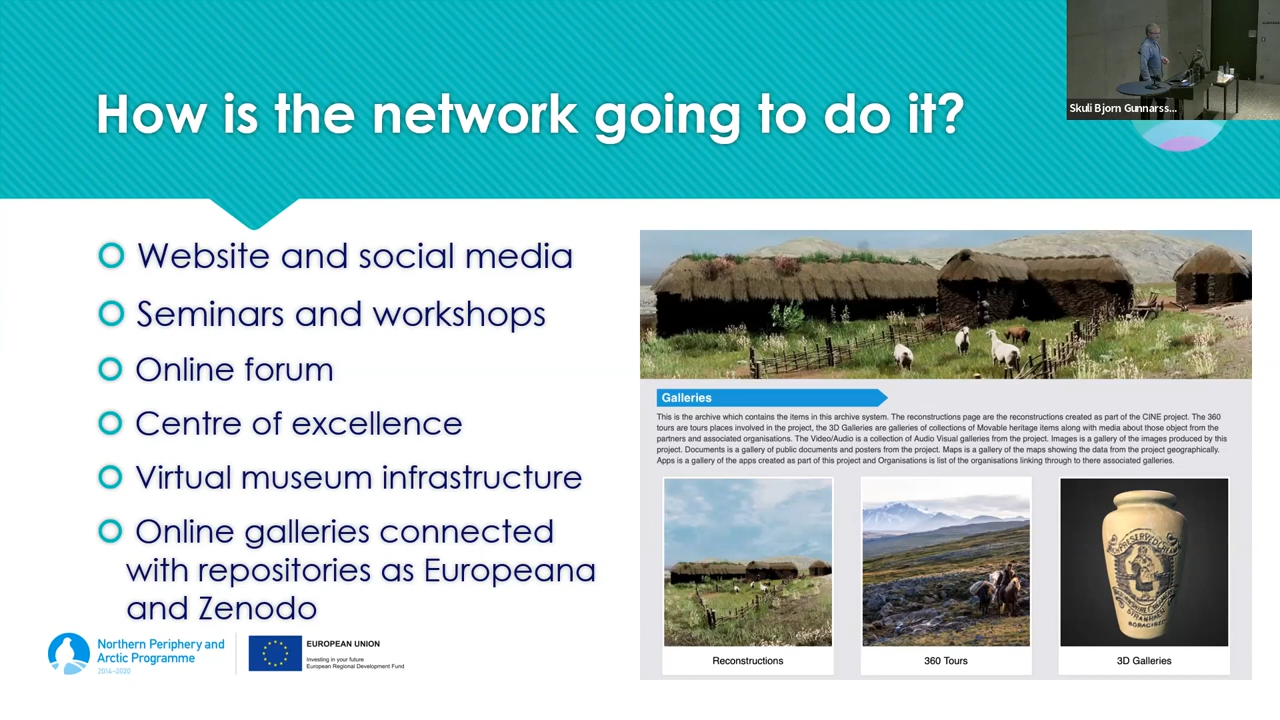 How is the network going to do it?
Skuli Bjorn Gunnarss...
Website and social media
Seminars and workshops
Online forum
Centre of excellence
Virtual museum infrastructure
Online galleries connected
with repositories as Europeana
and Zenodo
Galleries
This is the archive which contains the items in this archive system. The reconstructions page are the reconstructions created as part of the CINE project. The 360
tours are tours places involved in the project, the 3D Galleries are galleries of collections of Movable heritage items along with media about those object from the
partners and associated organisations. The Video/Audio is a collection of Audio Visual galleries from the project. Images is a gallery of the images produced by this
project. Documents is a gallery of public documents and posters from the project. Maps is a gallery of the maps showing the data from the project geographically.
Apps is a gallery of the apps created as part of this project and Organisations is list of the organisations linking through to there associated galleries.
Reconstructions
360 Tours
3D Galleries
Northern Periphery and
Arctic Programme
2014–2020
EUROPEAN UNION
Investing in your future
European Regional Development Fund